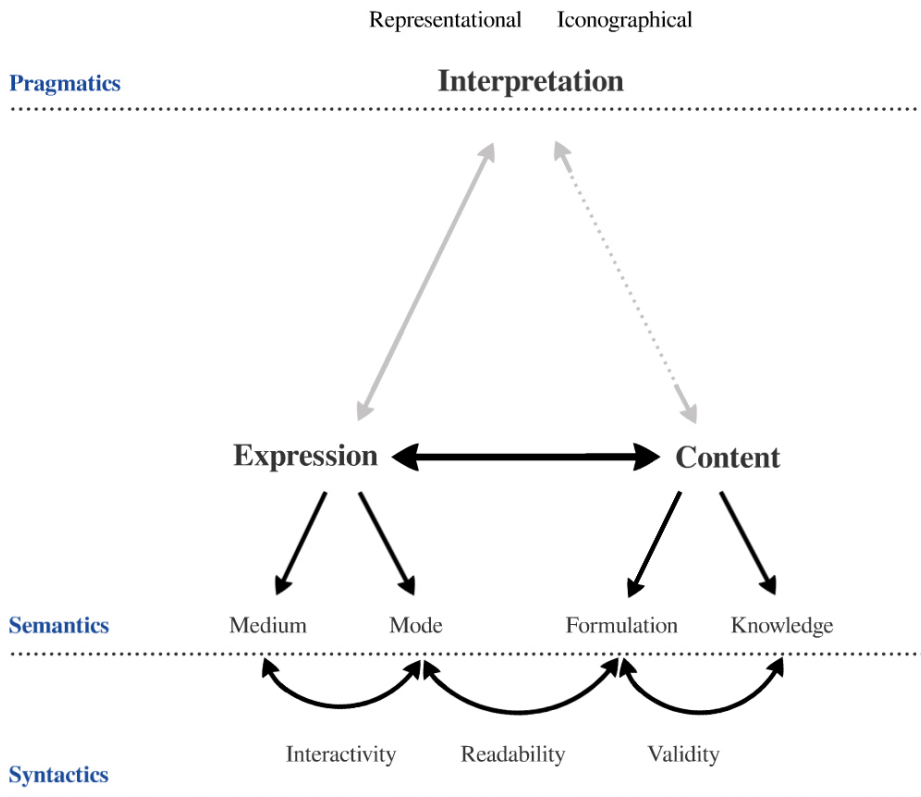 Representational Iconographical
Pragmatics Interpretation
Expression Content
Semantics Medium Mode Formulation Knowledge
Interactivity Readability Validity
Syntactics